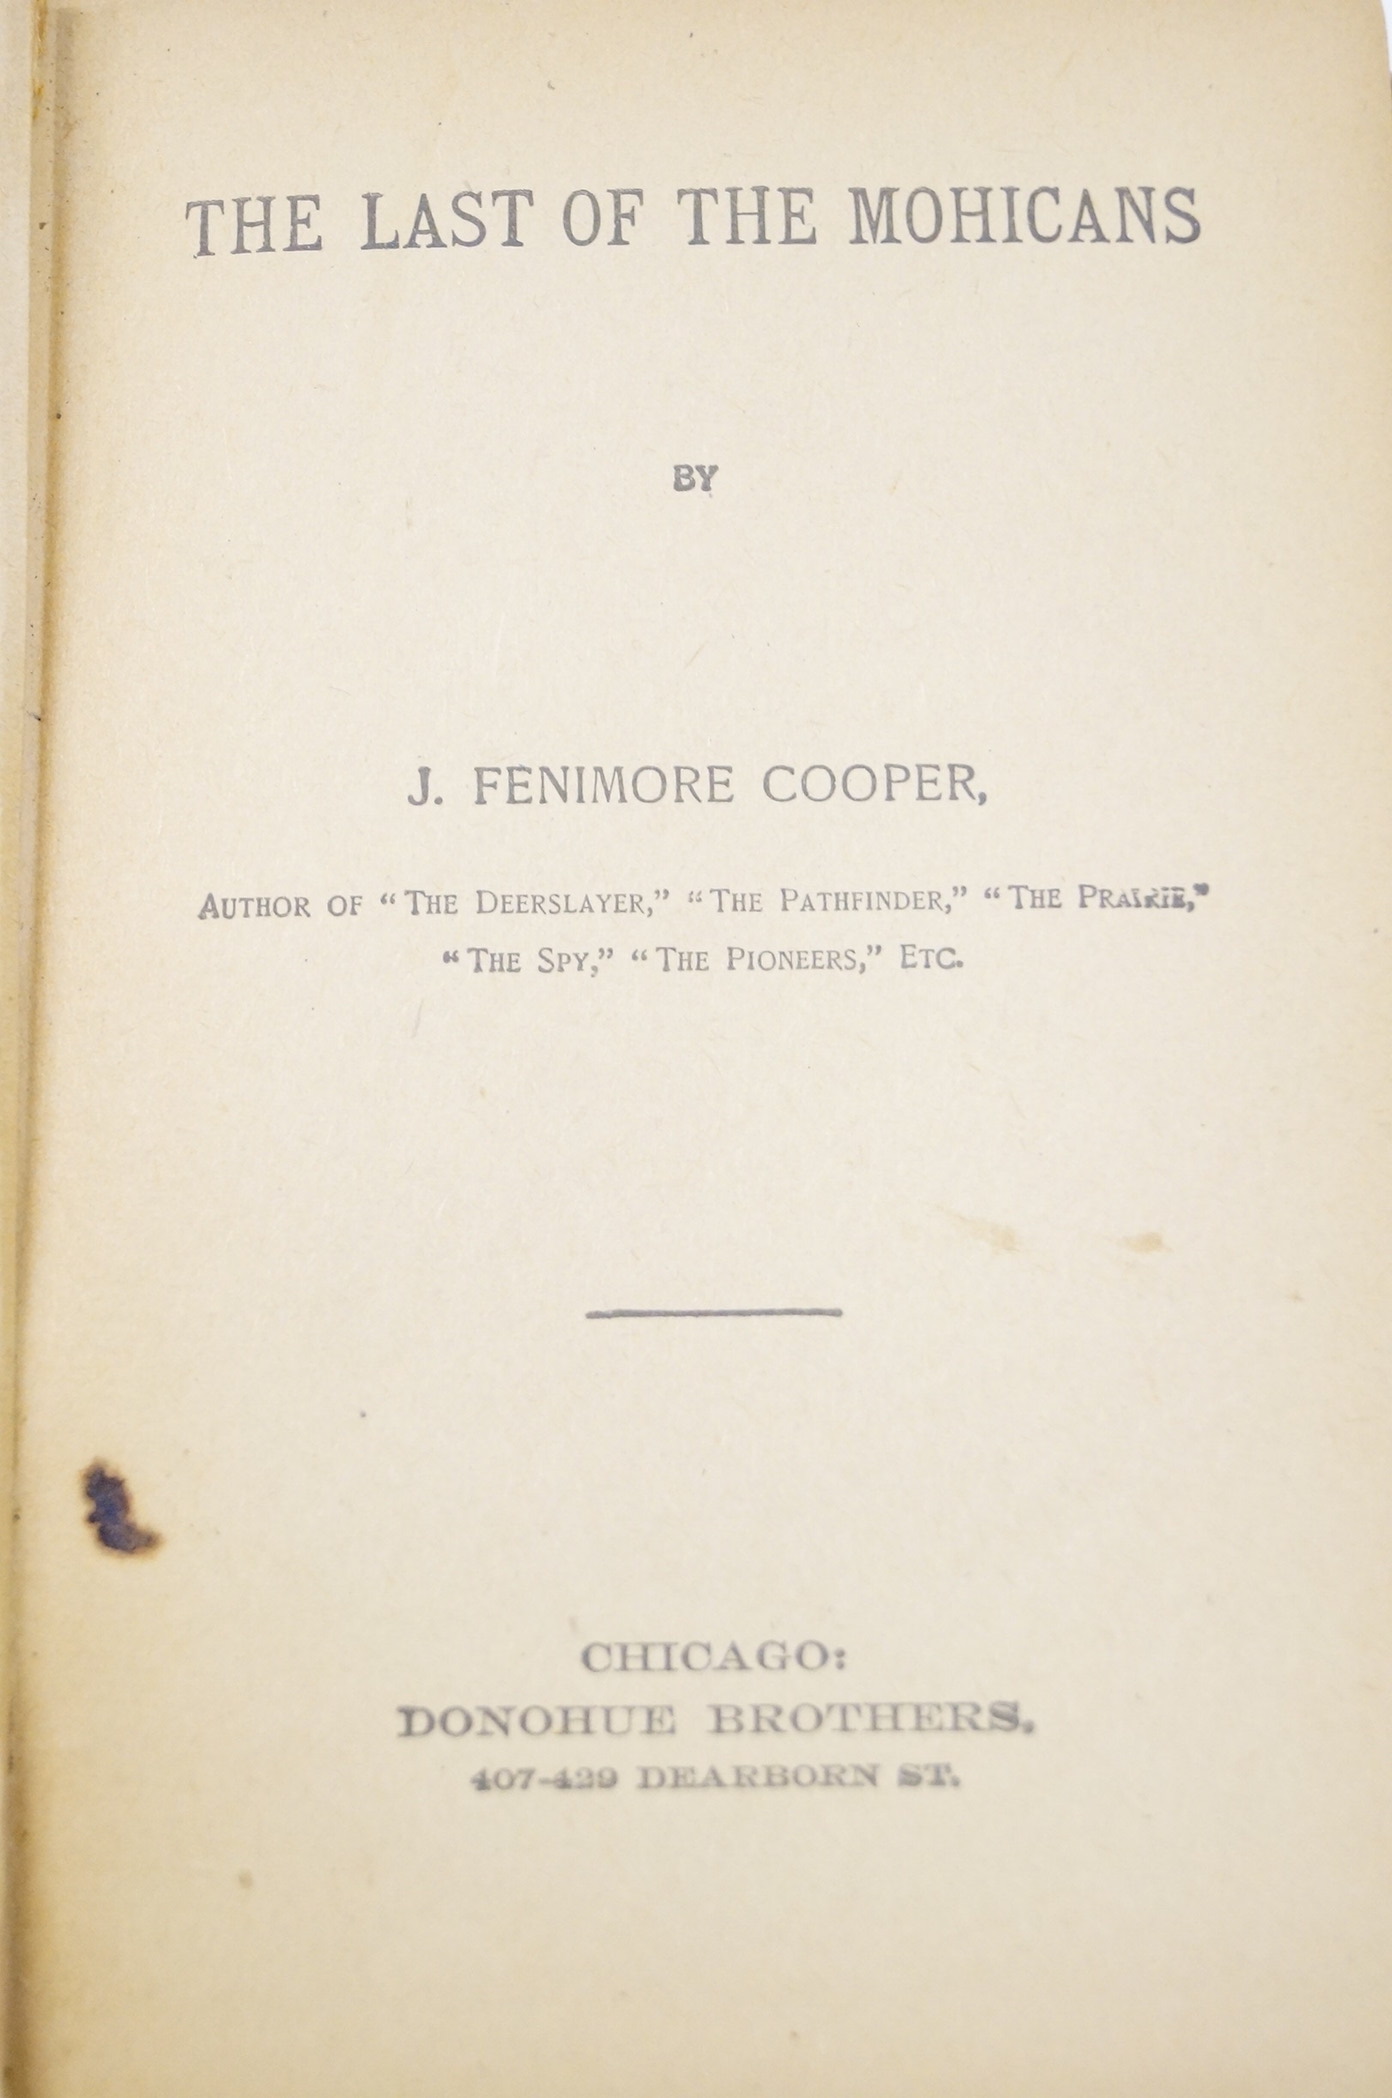 THE LAST OF THE MOHICANS
BY
J. FENIMORE COOPER,
AUTHOR OF “THE DEERSLAYER,” “THE PATHFINDER,” “THE PRAIRIE,”
“THE SPY,” “THE PIONEERS,” ETC.
CHICAGO:
DONOHUE BROTHERS.
407-429 DEARBORN ST.